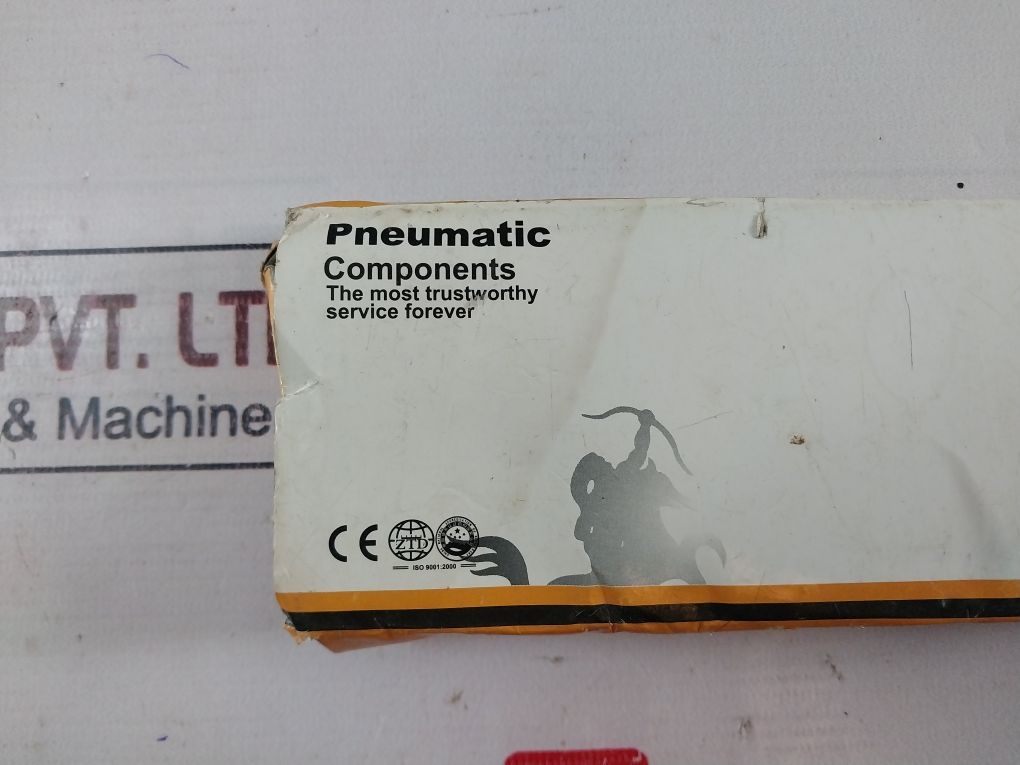 Pneumatic
Components
The most trustworthy
service forever
PVT. LT
& Machine
CE
ZTD
ISO 9001:2000